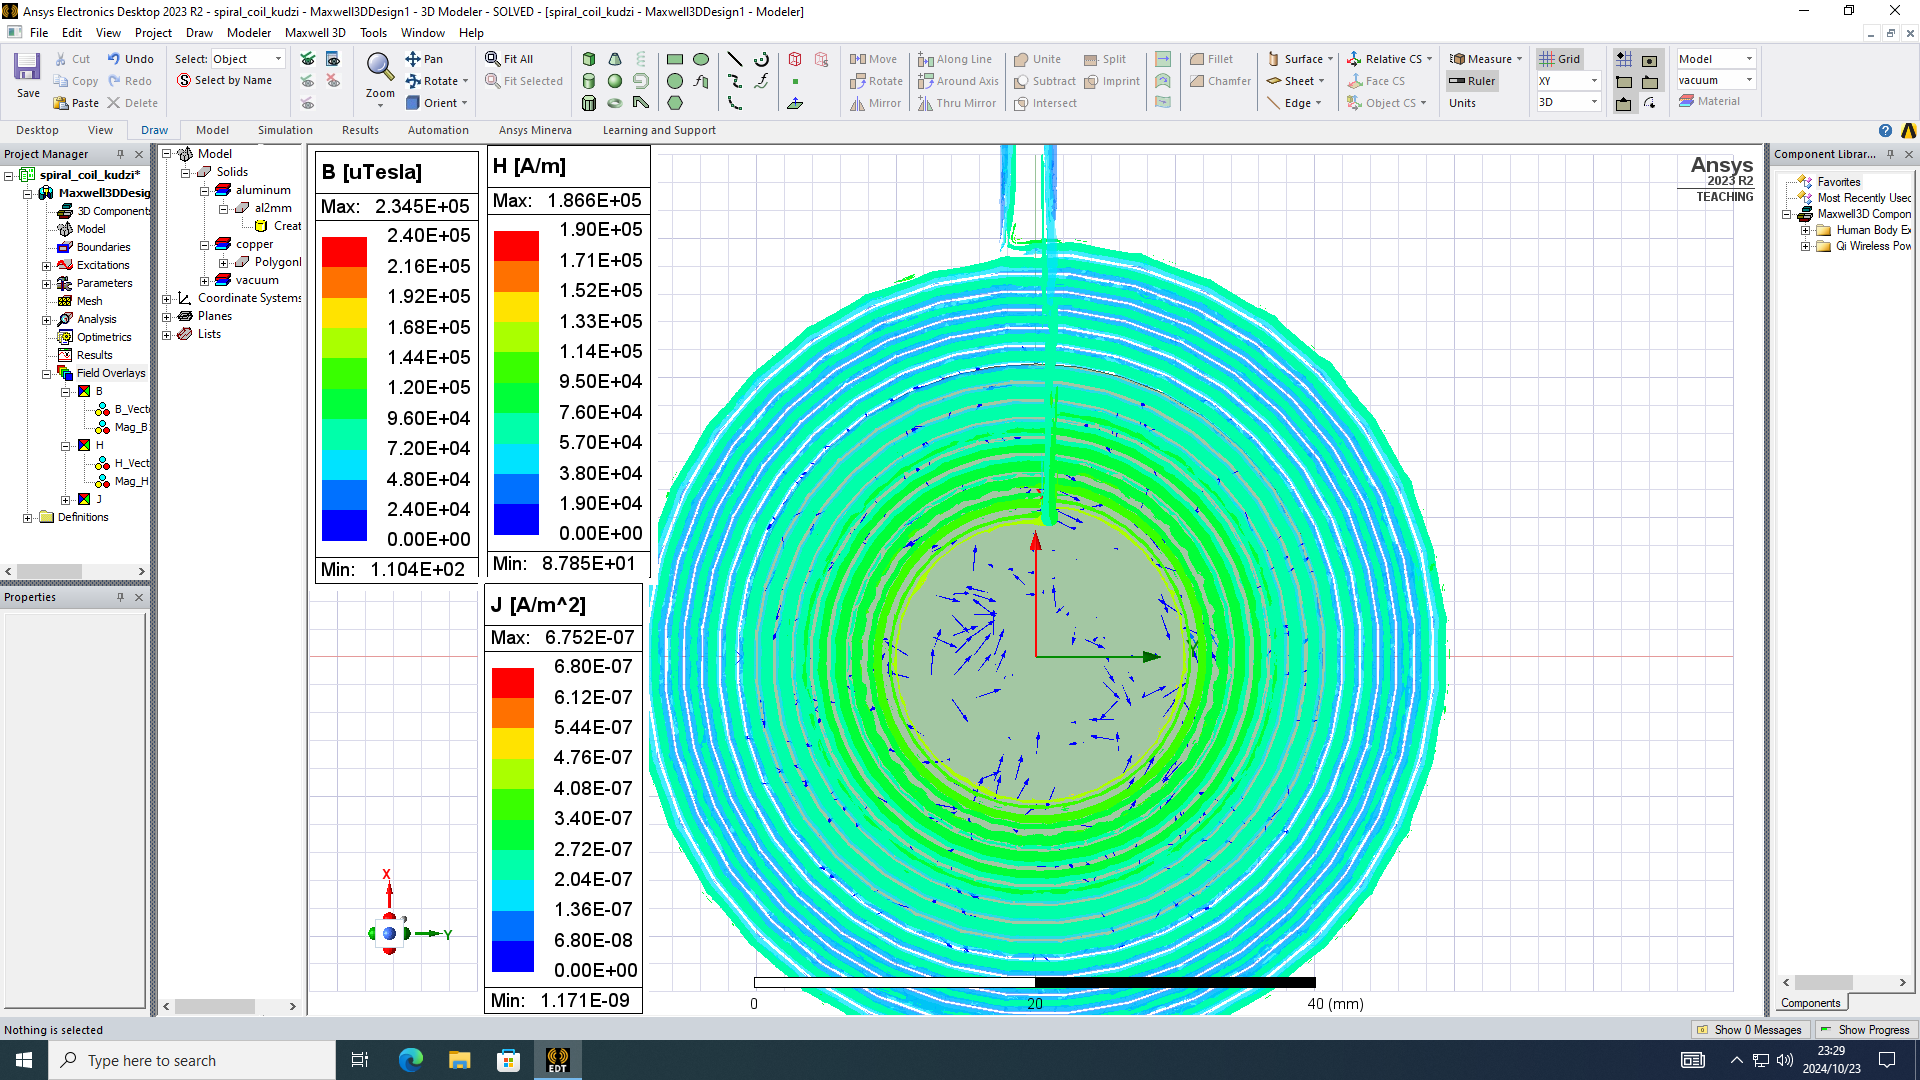 Ansys Electronics Desktop 2023 R2 - spiral_coil_kudzi - Maxwell3DDesign1 - 3D Modeler - SOLVED - [spiral_coil_kudzi - Maxwell3DDesign1 - Modeler]
File Edit View Project Draw Modeler Maxwell 3D Tools Window Help
Save
Cut
Copy
Paste
Undo
Redo
Delete
Select: Object
Select by Name
Zoom
Pan
Rotate
Orient
Fit All
Fit Selected
Move
Rotate
Mirror
Along Line
Around Axis
Thru Mirror
Unite
Subtract
Intersect
Split
Imprint
Fillet
Chamfer
Surface
Sheet
Edge
Relative CS
Face CS
Object CS
Measure
Ruler
Units
Grid
XY
3D
Model
vacuum
Material
Desktop View Draw Model Simulation Results Automation Ansys Minerva Learning and Support
Project Manager
spiral_coil_kudzi*
Maxwell3DDesig
3D Components
Model
Boundaries
Excitations
Parameters
Mesh
Analysis
Optimetrics
Results
Field Overlays
B
B_Vect
Mag_B
H
H_Vect
Mag_H
J
Definitions
Properties
Model
Solids
aluminum
al2mm
Creat
copper
Polygonl
vacuum
Coordinate Systems
Planes
Lists
B [uTesla]
Max: 2.345E+05
2.40E+05
2.16E+05
1.92E+05
1.68E+05
1.44E+05
1.20E+05
9.60E+04
7.20E+04
4.80E+04
2.40E+04
0.00E+00
Min: 1.104E+02
H [A/m]
Max: 1.866E+05
1.90E+05
1.71E+05
1.52E+05
1.33E+05
1.14E+05
9.50E+04
7.60E+04
5.70E+04
3.80E+04
1.90E+04
0.00E+00
Min: 8.785E+01
J [A/m^2]
Max: 6.752E-07
6.80E-07
6.12E-07
5.44E-07
4.76E-07
4.08E-07
3.40E-07
2.72E-07
2.04E-07
1.36E-07
6.80E-08
0.00E+00
Min: 1.171E-09
X
Y
Ansys
2023 R2
TEACHING
0 20 40 (mm)
Component Librar...
Favorites
Most Recently Usec
Maxwell3D Compon
Human Body Ex
Qi Wireless Pow
Components
Nothing is selected
Show 0 Messages
Show Progress
Type here to search
EDT
23:29
2024/10/23